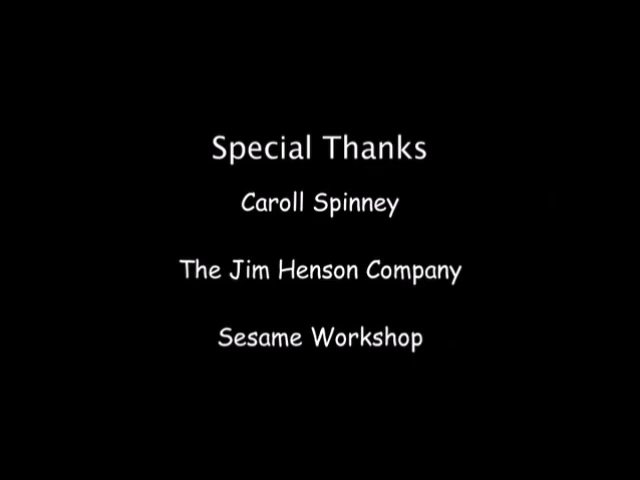 Special Thanks
Caroll Spinney
The Jim Henson Company
Sesame Workshop